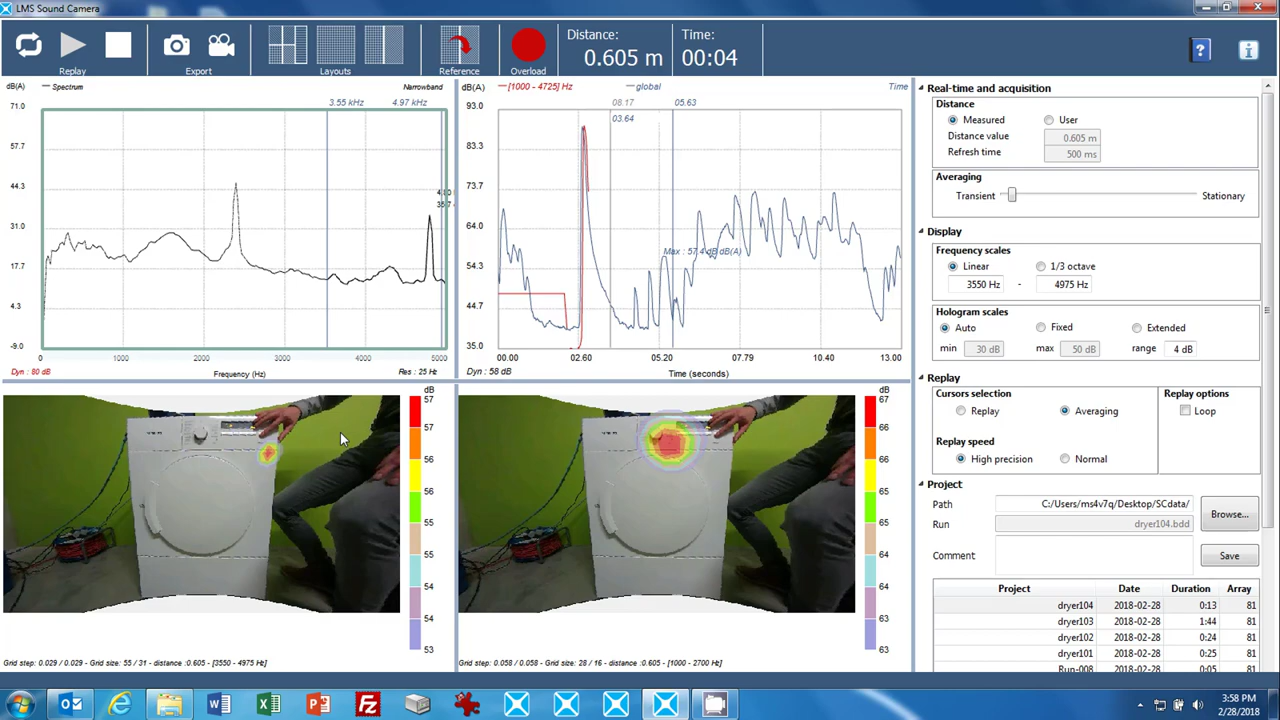 LMS Sound Camera
Replay
Export
Layouts
Reference
Overload
Distance:
0.605 m
Time:
00:04
dB(A)
Spectrum
Narrowband
3.55 kHz
4.97 kHz
71.0
57.7
44.3
31.0
17.7
4.3
-9.0
0
1000
2000
3000
4000
5000
Dyn : 80 dB
Frequency (Hz)
Res : 25 Hz
dB(A)
[1000 - 4725] Hz
global
Time
93.0
08.17
05.63
03.64
83.3
73.7
64.0
Max : 57.4 dB dB(A)
54.3
44.7
35.0
00.00
02.60
05.20
07.79
10.40
13.00
Dyn : 58 dB
Time (seconds)
dB
57
57
56
56
55
55
54
54
53
Grid step: 0.029 / 0.029 - Grid size: 55 / 31 - distance :0.605 - [3550 - 4975 Hz]
dB
67
66
66
65
65
64
64
63
63
Grid step: 0.058 / 0.058 - Grid size: 28 / 16 - distance :0.605 - [1000 - 2700 Hz]
Real-time and acquisition
Distance
Measured
User
Distance value
0.605 m
Refresh time
500 ms
Averaging
Transient
Stationary
Display
Frequency scales
Linear
1/3 octave
3550 Hz - 4975 Hz
Hologram scales
Auto
Fixed
Extended
min 30 dB max 50 dB range 4 dB
Replay
Cursors selection
Replay options
Replay
Averaging
Loop
Replay speed
High precision
Normal
Project
Path
C:/Users/ms4v7q/Desktop/SCdata/
Browse...
Run
dryer104.bdd
Comment
Save
Project Date Duration Array
dryer104 2018-02-28 0:13 81
dryer103 2018-02-28 1:44 81
dryer102 2018-02-28 0:24 81
dryer101 2018-02-28 0:25 81
Run-008 2018-02-28 0:05 81
3:58 PM
2/28/2018